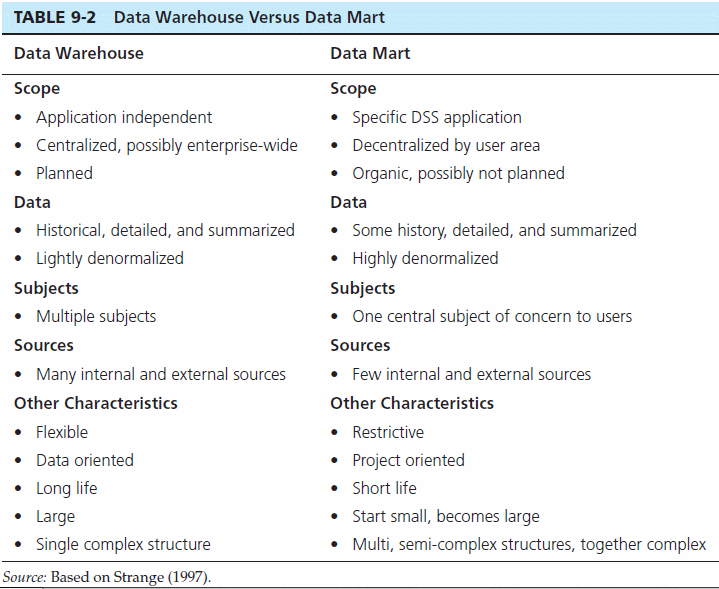 TABLE 9-2 Data Warehouse Versus Data Mart
Data Warehouse Data Mart
Scope Scope
• Application independent • Specific DSS application
• Centralized, possibly enterprise-wide • Decentralized by user area
• Planned • Organic, possibly not planned
Data Data
• Historical, detailed, and summarized • Some history, detailed, and summarized
• Lightly denormalized • Highly denormalized
Subjects Subjects
• Multiple subjects • One central subject of concern to users
Sources Sources
• Many internal and external sources • Few internal and external sources
Other Characteristics Other Characteristics
• Flexible • Restrictive
• Data oriented • Project oriented
• Long life • Short life
• Large • Start small, becomes large
• Single complex structure • Multi, semi-complex structures, together complex
Source: Based on Strange (1997).